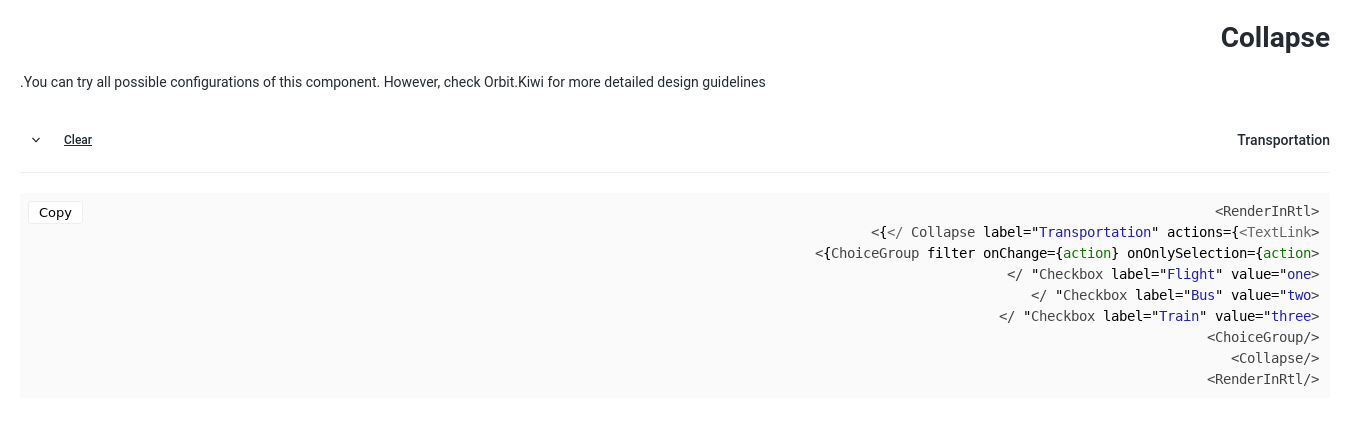 Collapse
.You can try all possible configurations of this component. However, check Orbit.Kiwi for more detailed design guidelines
Clear
Transportation
Copy
<RenderInRtl>
<{</ Collapse label="Transportation" actions={<TextLink>
<{ChoiceGroup filter onChange={action} onOnlySelection={action>
</ "Checkbox label="Flight" value="one>
</ "Checkbox label="Bus" value="two>
</ "Checkbox label="Train" value="three>
<ChoiceGroup/>
<Collapse/>
<RenderInRtl/>